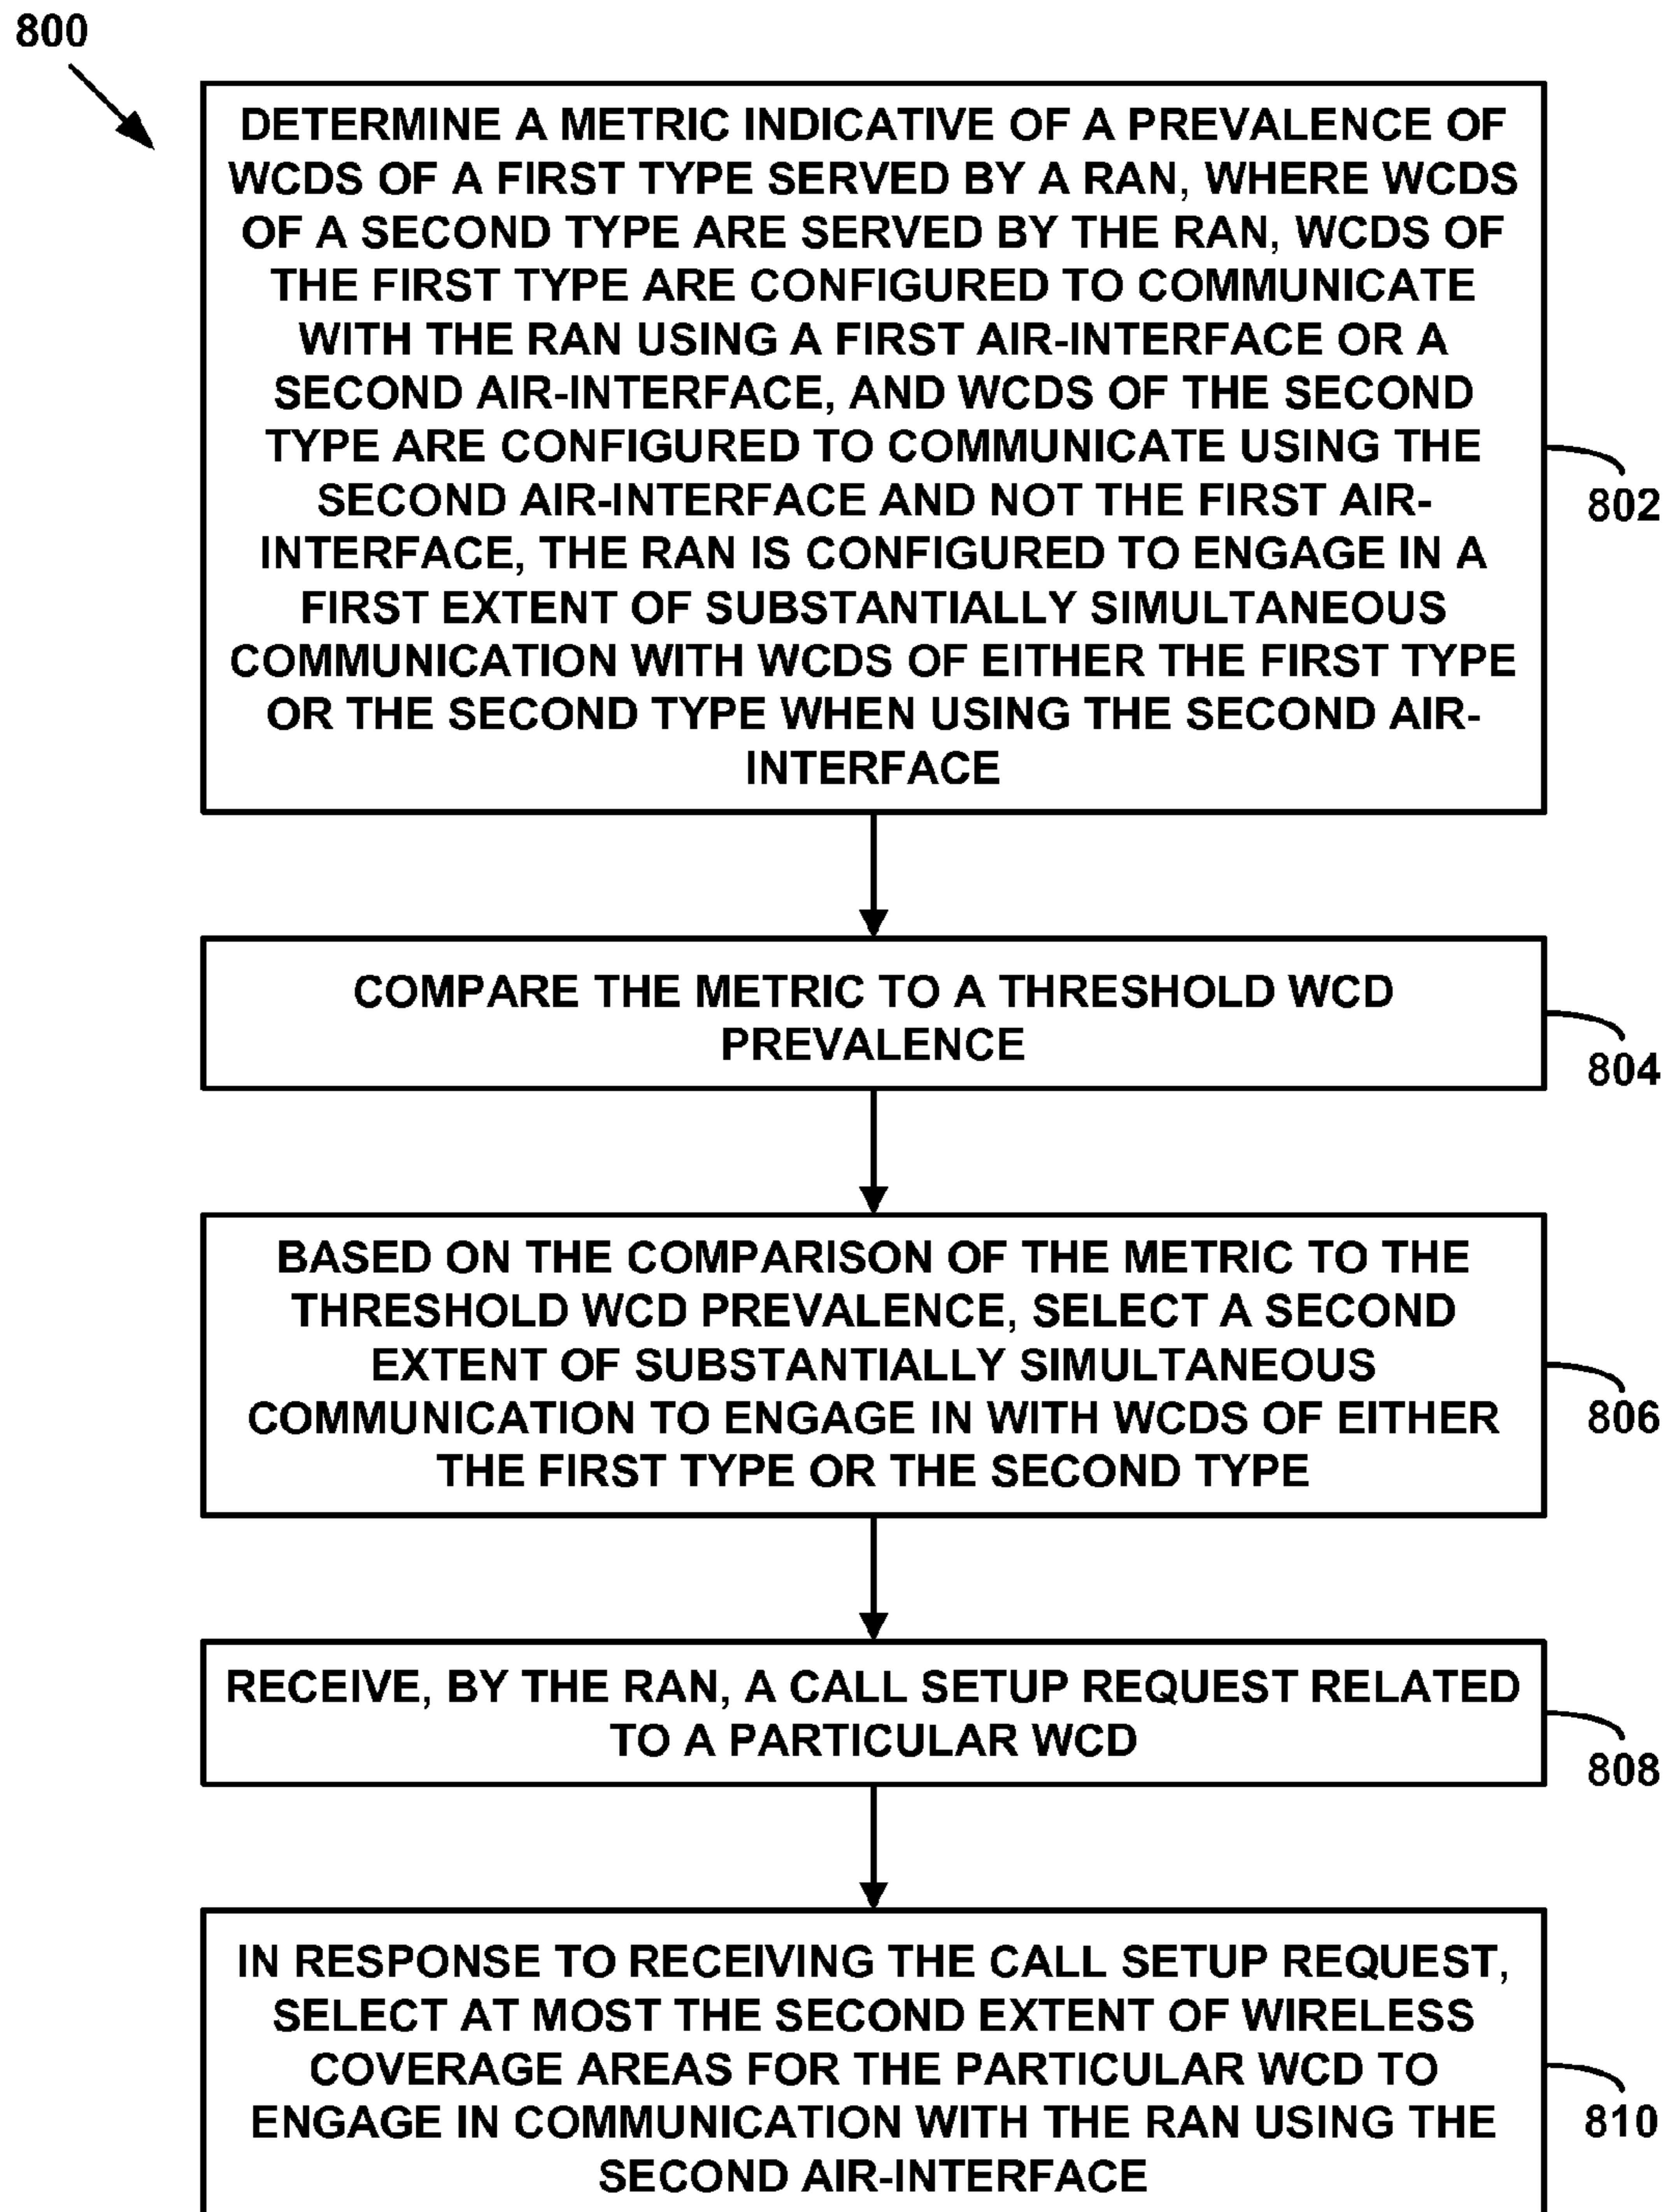 800
DETERMINE A METRIC INDICATIVE OF A PREVALENCE OF
WCDS OF A FIRST TYPE SERVED BY A RAN, WHERE WCDS
OF A SECOND TYPE ARE SERVED BY THE RAN, WCDS OF
THE FIRST TYPE ARE CONFIGURED TO COMMUNICATE
WITH THE RAN USING A FIRST AIR-INTERFACE OR A
SECOND AIR-INTERFACE, AND WCDS OF THE SECOND
TYPE ARE CONFIGURED TO COMMUNICATE USING THE
SECOND AIR-INTERFACE AND NOT THE FIRST AIR-
INTERFACE, THE RAN IS CONFIGURED TO ENGAGE IN A
FIRST EXTENT OF SUBSTANTIALLY SIMULTANEOUS
COMMUNICATION WITH WCDS OF EITHER THE FIRST TYPE
OR THE SECOND TYPE WHEN USING THE SECOND AIR-
INTERFACE
802
COMPARE THE METRIC TO A THRESHOLD WCD
PREVALENCE
804
BASED ON THE COMPARISON OF THE METRIC TO THE
THRESHOLD WCD PREVALENCE, SELECT A SECOND
EXTENT OF SUBSTANTIALLY SIMULTANEOUS
COMMUNICATION TO ENGAGE IN WITH WCDS OF EITHER
THE FIRST TYPE OR THE SECOND TYPE
806
RECEIVE, BY THE RAN, A CALL SETUP REQUEST RELATED
TO A PARTICULAR WCD
808
IN RESPONSE TO RECEIVING THE CALL SETUP REQUEST,
SELECT AT MOST THE SECOND EXTENT OF WIRELESS
COVERAGE AREAS FOR THE PARTICULAR WCD TO
ENGAGE IN COMMUNICATION WITH THE RAN USING THE
SECOND AIR-INTERFACE
810